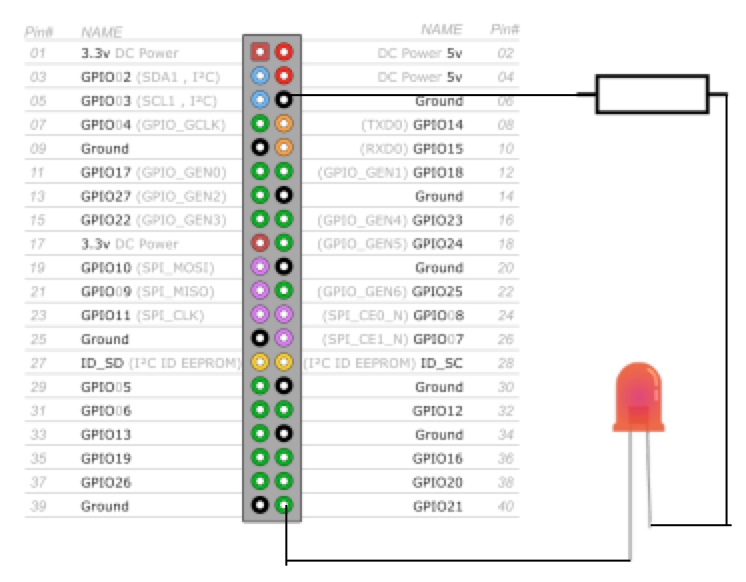 Pin# NAME NAME Pin#
01 3.3v DC Power DC Power 5v 02
03 GPIO02 (SDA1 , I²C) DC Power 5v 04
05 GPIO03 (SCL1 , I²C) Ground 06
07 GPIO04 (GPIO_GCLK) (TXD0) GPIO14 08
09 Ground (RXD0) GPIO15 10
11 GPIO17 (GPIO_GEN0) (GPIO_GEN1) GPIO18 12
13 GPIO27 (GPIO_GEN2) Ground 14
15 GPIO22 (GPIO_GEN3) (GPIO_GEN4) GPIO23 16
17 3.3v DC Power (GPIO_GEN5) GPIO24 18
19 GPIO10 (SPI_MOSI) Ground 20
21 GPIO09 (SPI_MISO) (GPIO_GEN6) GPIO25 22
23 GPIO11 (SPI_CLK) (SPI_CE0_N) GPIO08 24
25 Ground (SPI_CE1_N) GPIO07 26
27 ID_SD (I²C ID EEPROM) (I²C ID EEPROM) ID_SC 28
29 GPIO05 Ground 30
31 GPIO06 GPIO12 32
33 GPIO13 Ground 34
35 GPIO19 GPIO16 36
37 GPIO26 GPIO20 38
39 Ground GPIO21 40